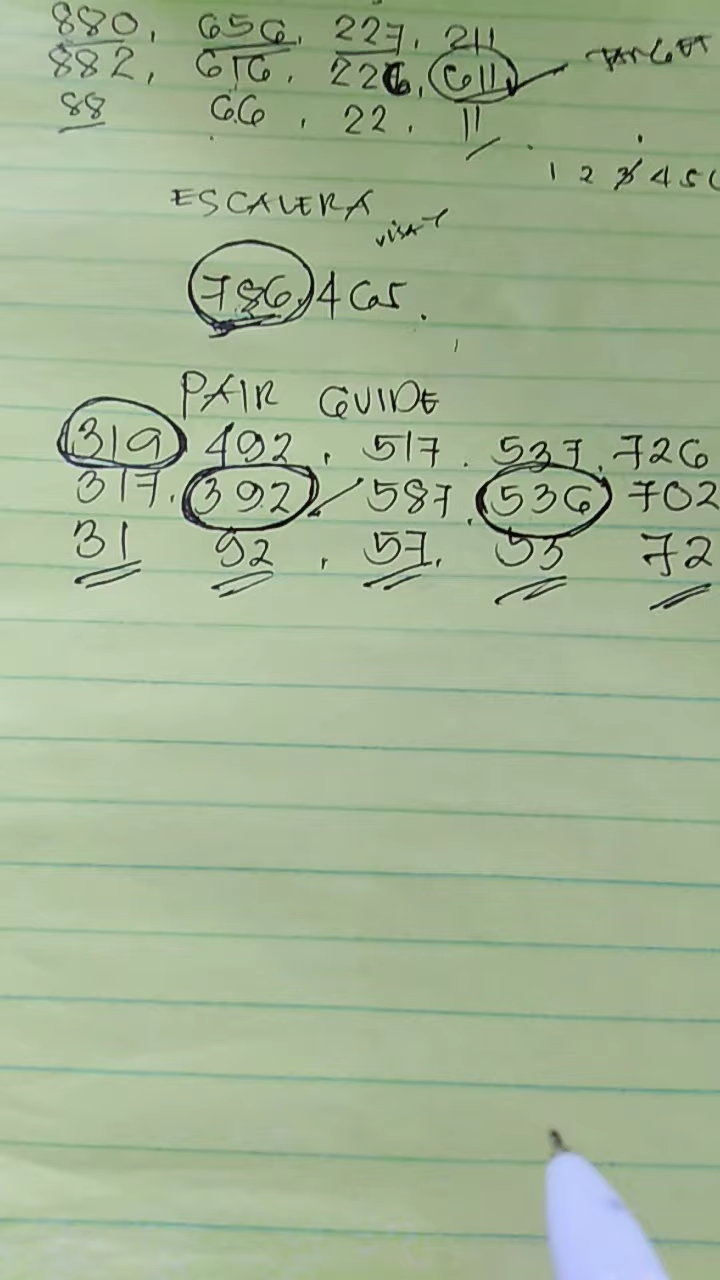 880, 656, 227, 211
882, 616, 226, 611 TARGET
88 66, 22, 11
1 2 3 4 5
ESCALERA
786, 4 Cas.
PAIR GUIDE
319 492, 517, 537, 726
317, 392 587, 536 702
31 92, 57, 53 72